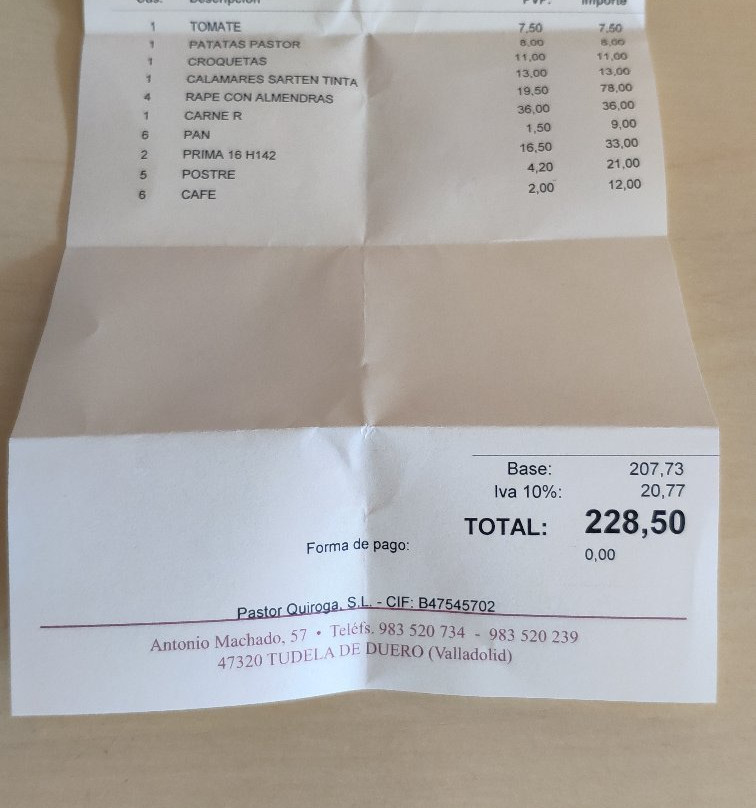 Descripción PVP. Importe
1 TOMATE 7,50 7,50
1 PATATAS PASTOR 8,00 8,00
1 CROQUETAS 11,00 11,00
1 CALAMARES SARTEN TINTA 13,00 13,00
4 RAPE CON ALMENDRAS 19,50 78,00
1 CARNE R 36,00 36,00
6 PAN 1,50 9,00
2 PRIMA 16 H142 16,50 33,00
5 POSTRE 4,20 21,00
6 CAFE 2,00 12,00
Base: 207,73
Iva 10%: 20,77
TOTAL: 228,50
Forma de pago: 0,00
Pastor Quiroga, S.L. - CIF: B47545702
Antonio Machado, 57 • Teléfs. 983 520 734 - 983 520 239
47320 TUDELA DE DUERO (Valladolid)